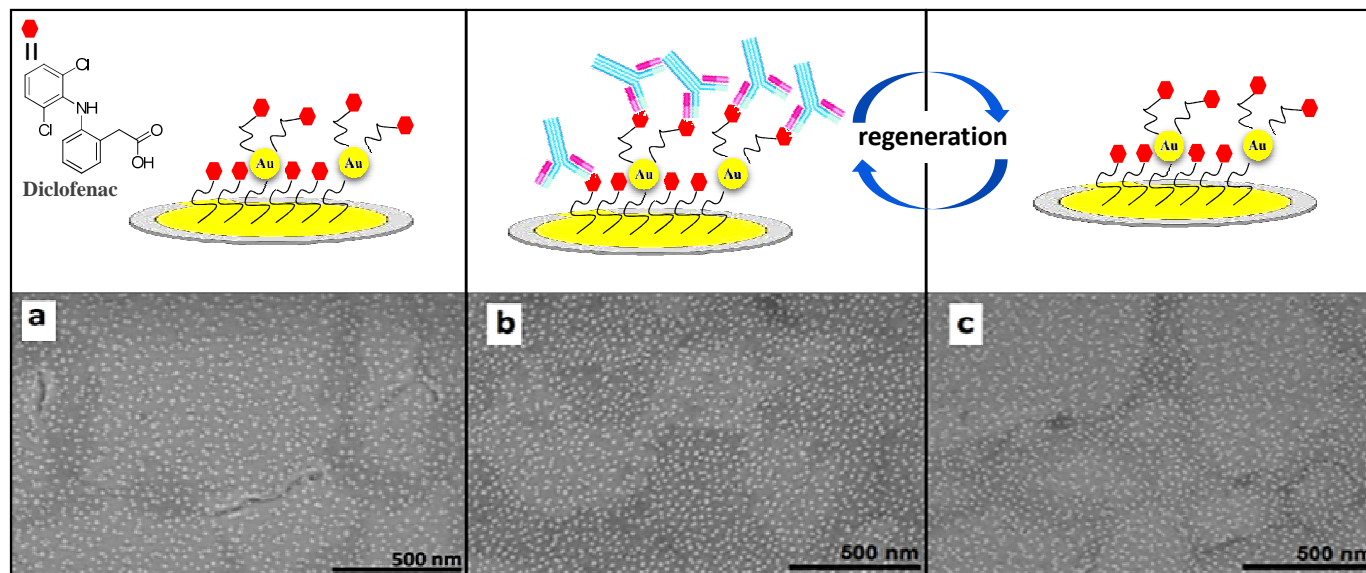 Cl
NH
Cl
O
OH
Diclofenac
Au
Au
Au
Au
regeneration
Au
Au
a
500 nm
b
500 nm
c
500 nm